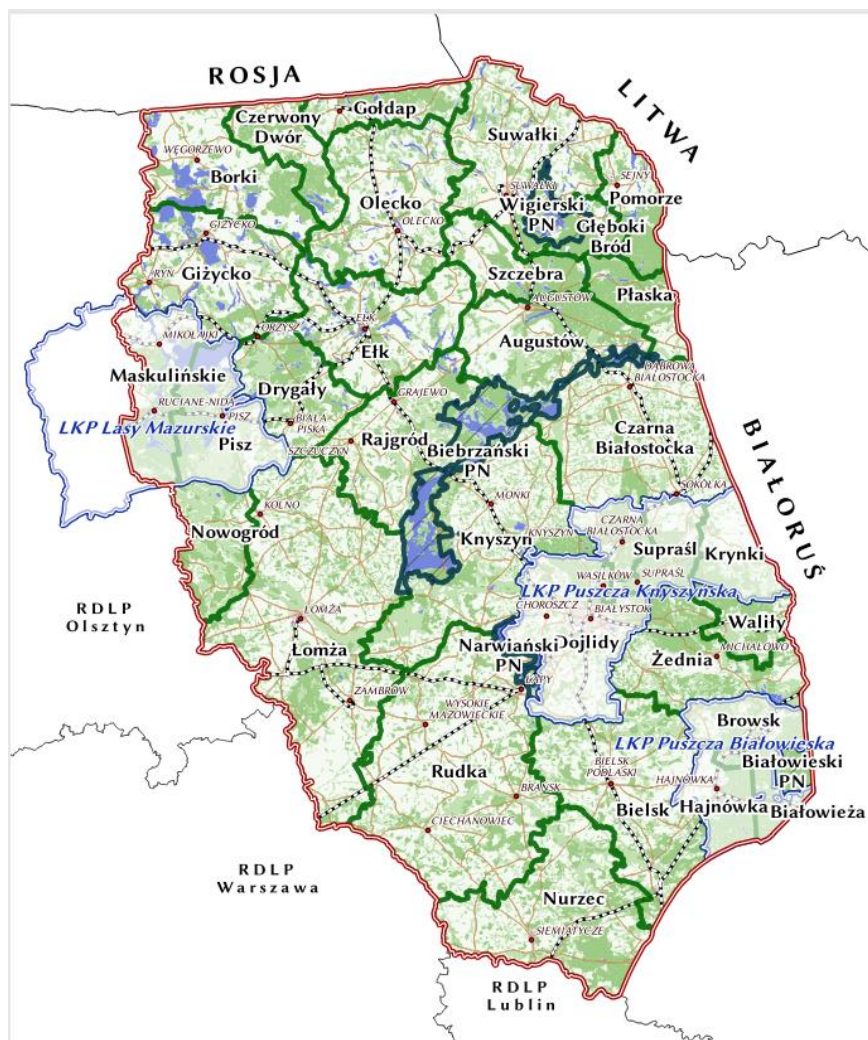 ROSJA
LITWA
BIAŁORUŚ
Gołdap
Czerwony
Dwór
Suwałki
WĘGORZEWO
Borki
SEJNY
Pomorze
SUWAŁKI
Wigierski
PN
Olecko
OLECKO
Głęboki
Bród
GIŻYCKO
Giżycko
Szczebra
Płaska
RYN
AUGUSTÓW
Augustów
EŁK
Ełk
ORZYSZ
MIKOŁAJKI
Maskulińskie
Drygały
DĄBROWA
BIAŁOSTOCKA
GRAJEWO
RUCIANE-NIDA
PISZ
BIAŁA
PISKA
LKP Lasy Mazurskie
Pisz
Rajgród
SZCZUCZYN
Biebrzański
PN
Czarna
Białostocka
SOKÓŁKA
MOŃKI
KOLNO
Nowogród
Knyszyn
KNYSZYN
CZARNA
BIAŁOSTOCKA
Supraśl
Krynki
WASILKÓW
SUPRAŚL
LKP Puszcza Knyszyńska
CHOROSZCZ
BIAŁYSTOK
RDLP
Olsztyn
ŁOMŻA
Łomża
Waliły
Narwiański
PN
Dojlidy
MICHAŁOWO
Żednia
ŁAPY
ZAMBRÓW
WYSOKIE
MAZOWIECKIE
Browsk
LKP Puszcza Białowieska
Białowieski
PN
BIELSK
PODLASKI
HAJNÓWKA
Rudka
BRAŃSK
Bielsk
Hajnówka
Białowieża
CIECHANOWIEC
RDLP
Warszawa
Nurzec
SIEMIATYCZE
RDLP
Lublin